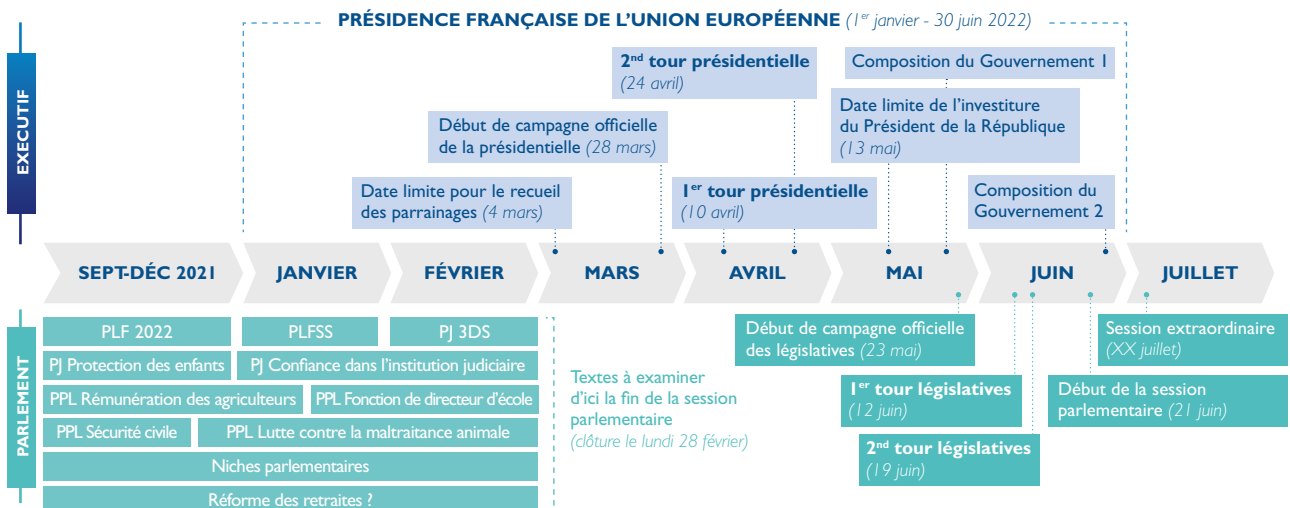 PRÉSIDENCE FRANÇAISE DE L'UNION EUROPÉENNE (1er janvier - 30 juin 2022)
EXECUTIF
2nd tour présidentielle
(24 avril)
Composition du Gouvernement 1
Date limite de l'investiture
du Président de la République
(13 mai)
Début de campagne officielle
de la présidentielle (28 mars)
Date limite pour le recueil
des parrainages (4 mars)
1er tour présidentielle
(10 avril)
Composition du
Gouvernement 2
SEPT-DÉC 2021
JANVIER
FÉVRIER
MARS
AVRIL
MAI
JUIN
JUILLET
PARLEMENT
PLF 2022
PLFSS
PJ 3DS
PJ Protection des enfants
PJ Confiance dans l'institution judiciaire
PPL Rémunération des agriculteurs
PPL Fonction de directeur d'école
PPL Sécurité civile
PPL Lutte contre la maltraitance animale
Niches parlementaires
Réforme des retraites ?
Textes à examiner
d'ici la fin de la session
parlementaire
(clôture le lundi 28 février)
Début de campagne officielle
des législatives (23 mai)
Session extraordinaire
(XX juillet)
1er tour législatives
(12 juin)
Début de la session
parlementaire (21 juin)
2nd tour législatives
(19 juin)